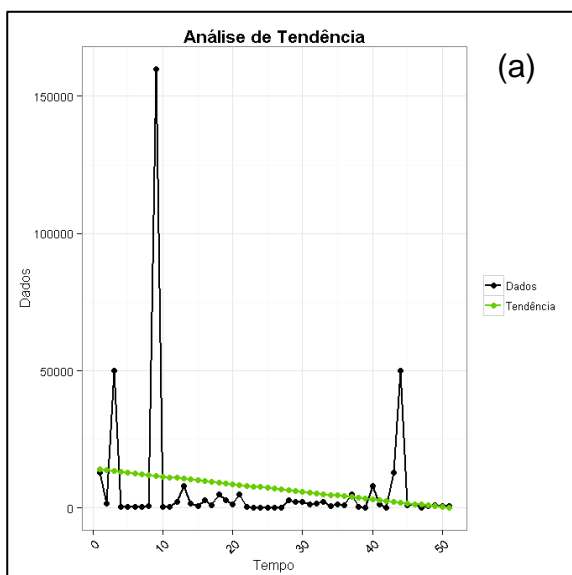 Análise de Tendência
(a)
150000
100000
50000
0
Dados
0 10 20 30 40 50
Tempo
Dados
Tendência